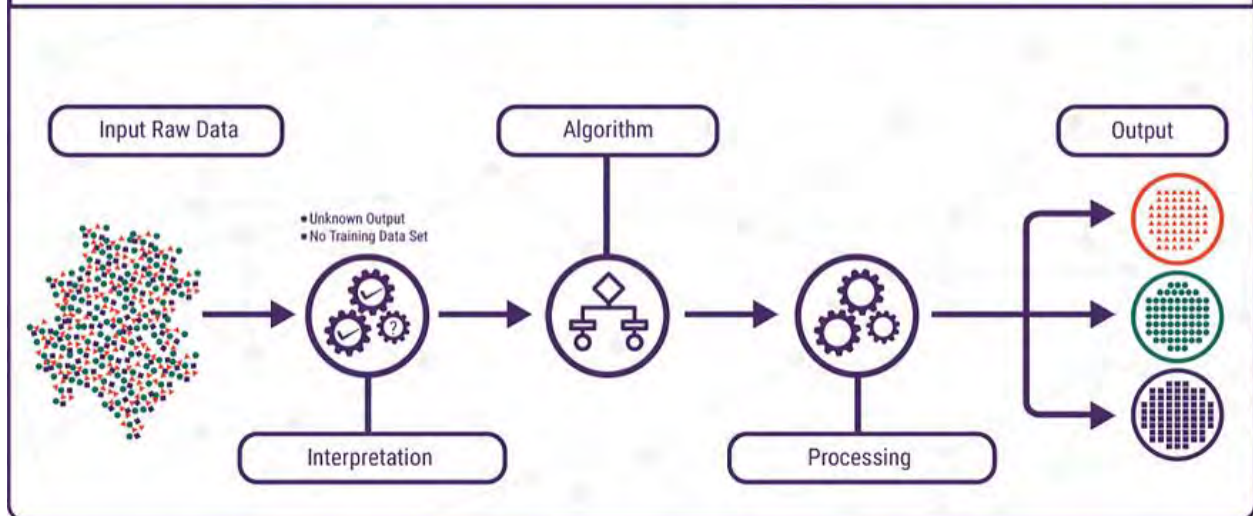 Input Raw Data
Algorithm
Output
• Unknown Output
• No Training Data Set
?
Interpretation
Processing